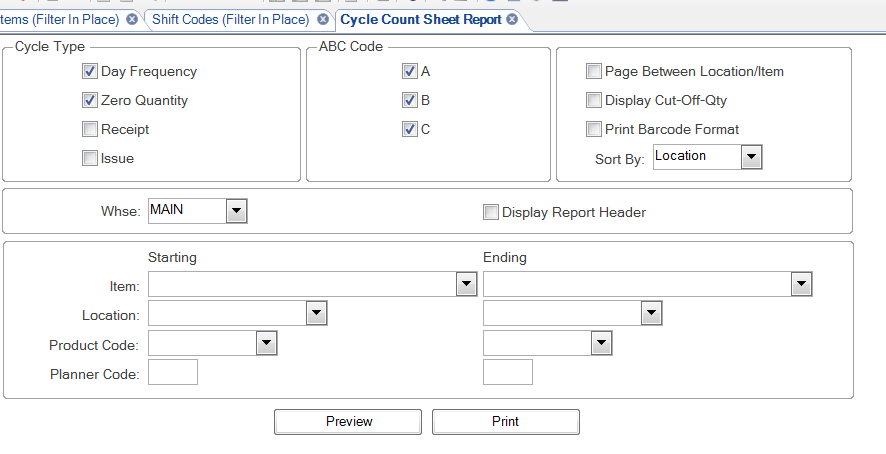 tems (Filter In Place) Shift Codes (Filter In Place) Cycle Count Sheet Report
Cycle Type ABC Code
Day Frequency A Page Between Location/Item
Zero Quantity B Display Cut-Off-Qty
Receipt C Print Barcode Format
Issue Sort By: Location
Whse: MAIN Display Report Header
Starting Ending
Item:
Location:
Product Code:
Planner Code:
Preview Print